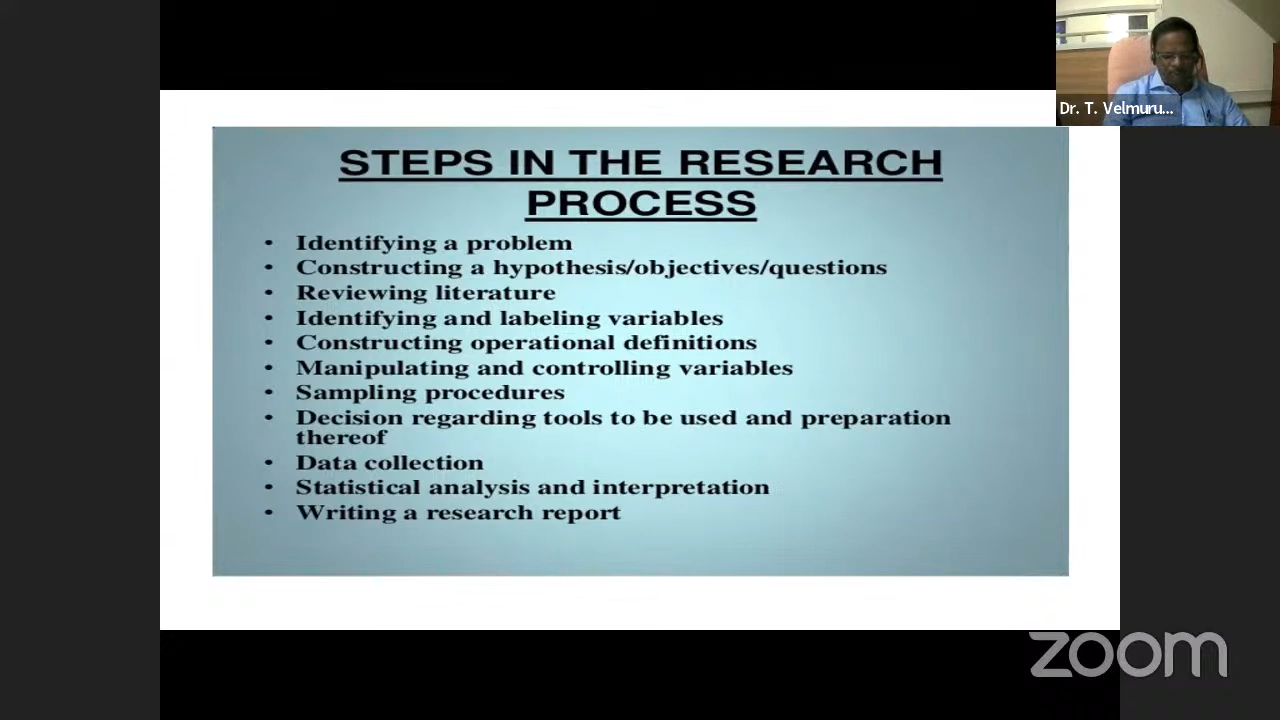 Dr. T. Velmuru...
STEPS IN THE RESEARCH
PROCESS
• Identifying a problem
• Constructing a hypothesis/objectives/questions
• Reviewing literature
• Identifying and labeling variables
• Constructing operational definitions
• Manipulating and controlling variables
• Sampling procedures
• Decision regarding tools to be used and preparation
thereof
• Data collection
• Statistical analysis and interpretation
• Writing a research report
zoom